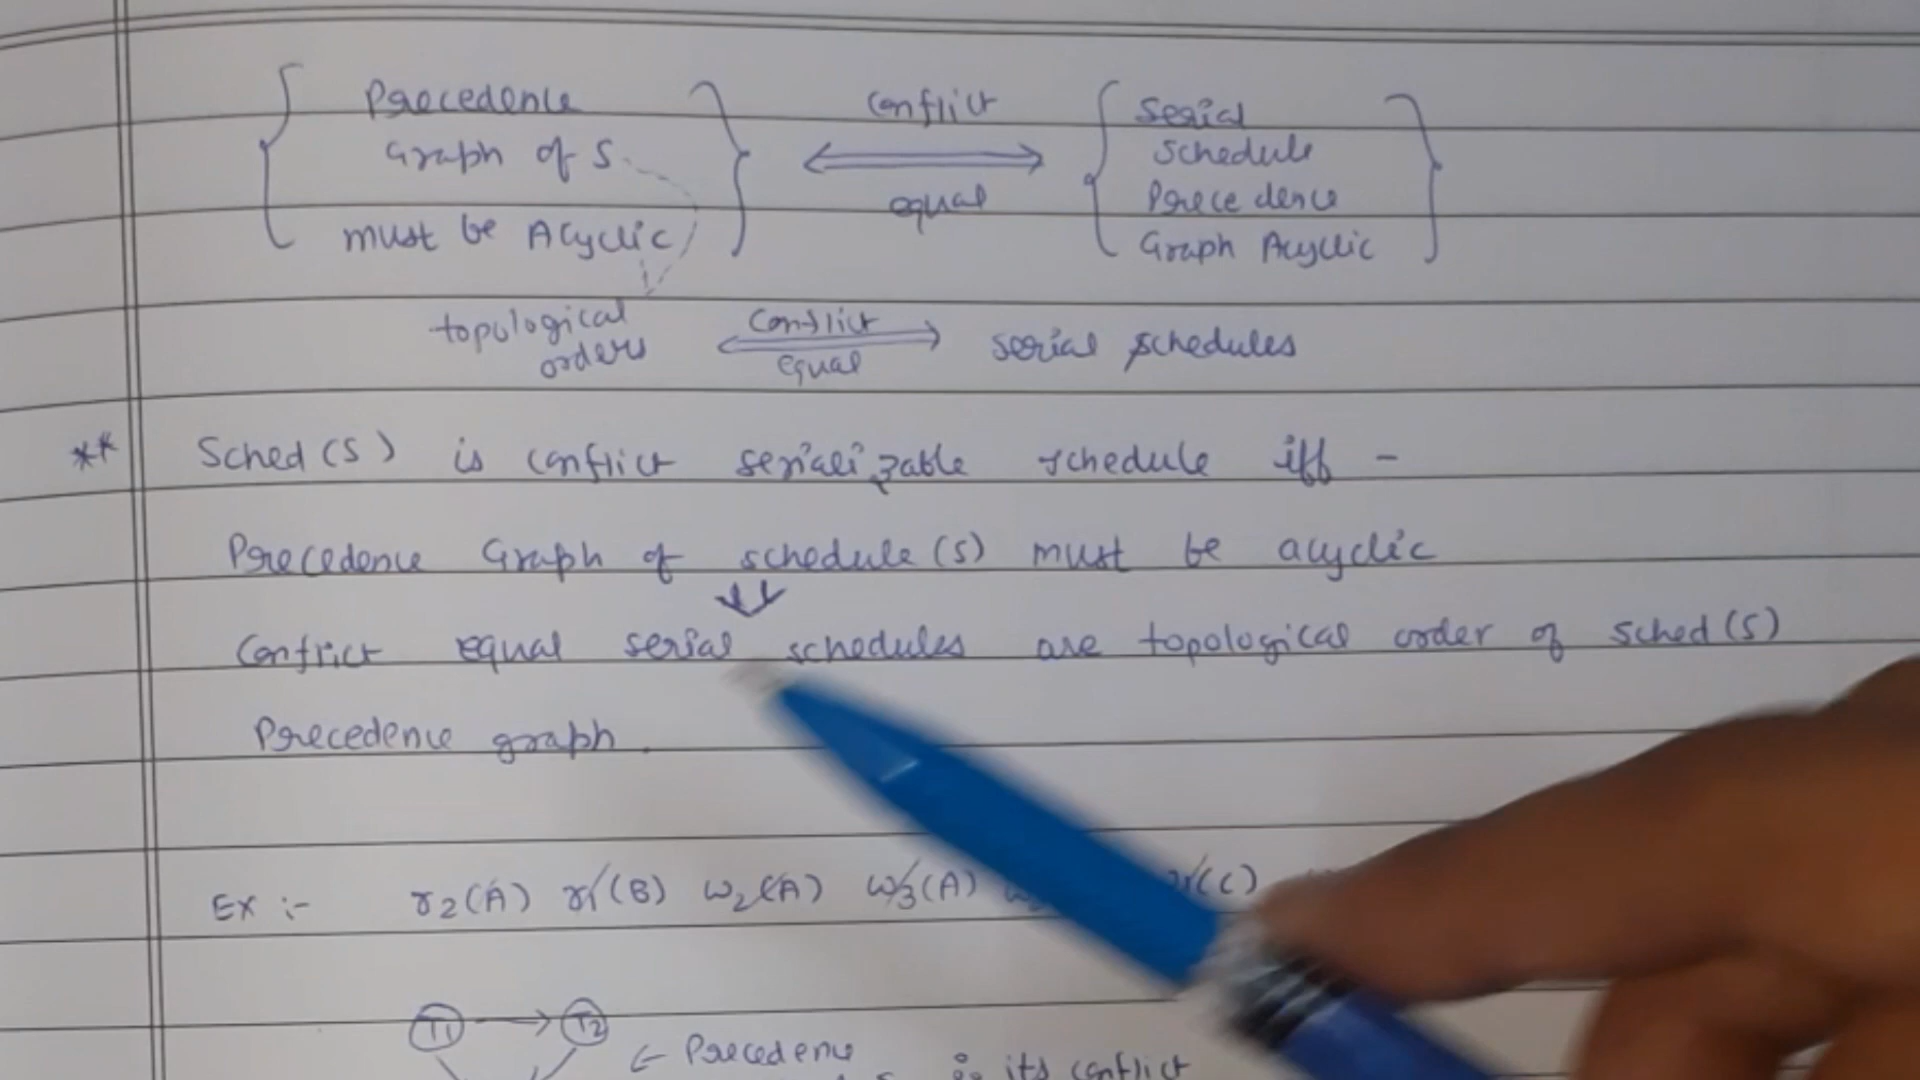 Precedence
Graph of S
must be Acyclic
Conflict
equal
Serial
Schedule
Precedence
Graph Acyclic
topological
orders
Conflict
equal
serial schedules
** Sched (S) is conflict serializable schedule iff -
Precedence Graph of schedule (S) must be acyclic
Conflict equal serial schedules are topological order of sched (S)
Precedence graph.
Ex :- r2(A) r1(B) w2(A) w3(A) (C)
T1 T2
Precedence
∴ its conflict